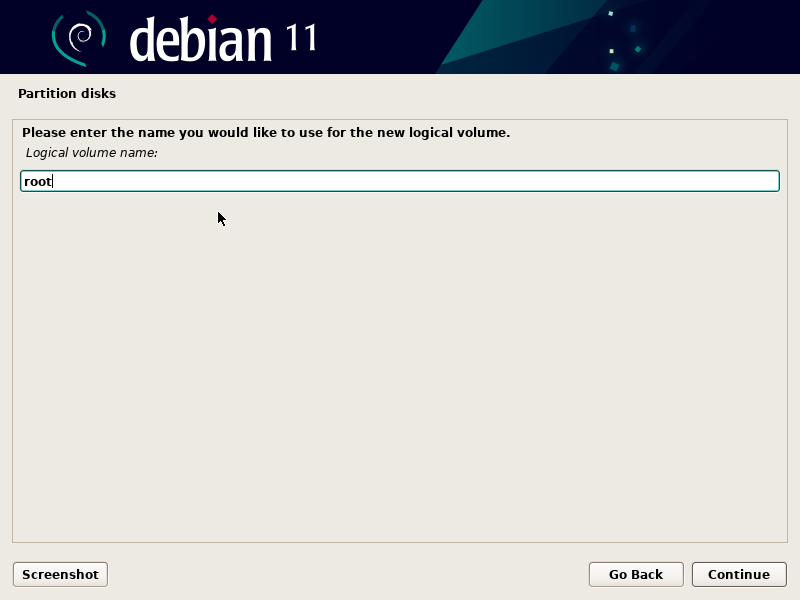 debian 11
Partition disks
Please enter the name you would like to use for the new logical volume.
Logical volume name:
root
Screenshot
Go Back
Continue